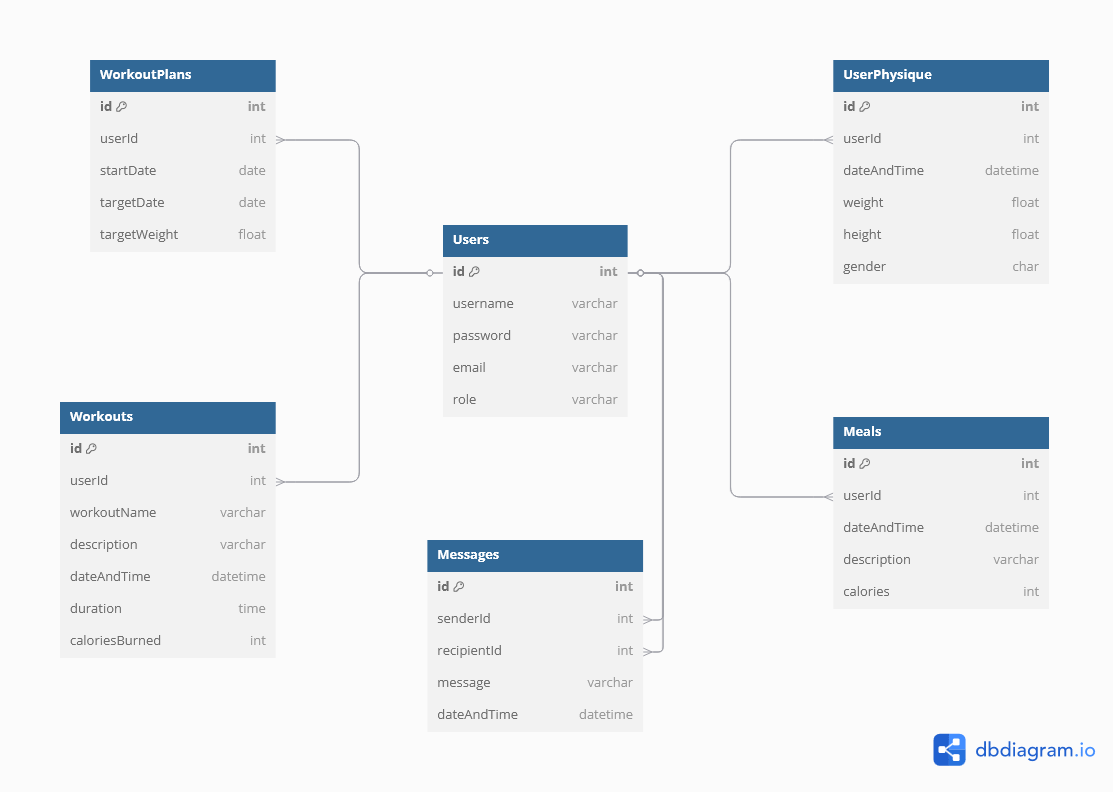 WorkoutPlans
id int
userId int
startDate date
targetDate date
targetWeight float
UserPhysique
id int
userId int
dateAndTime datetime
weight float
height float
gender char
Users
id int
username varchar
password varchar
email varchar
role varchar
Workouts
id int
userId int
workoutName varchar
description varchar
dateAndTime datetime
duration time
caloriesBurned int
Meals
id int
userId int
dateAndTime datetime
description varchar
calories int
Messages
id int
senderId int
recipientId int
message varchar
dateAndTime datetime
dbdiagram.io